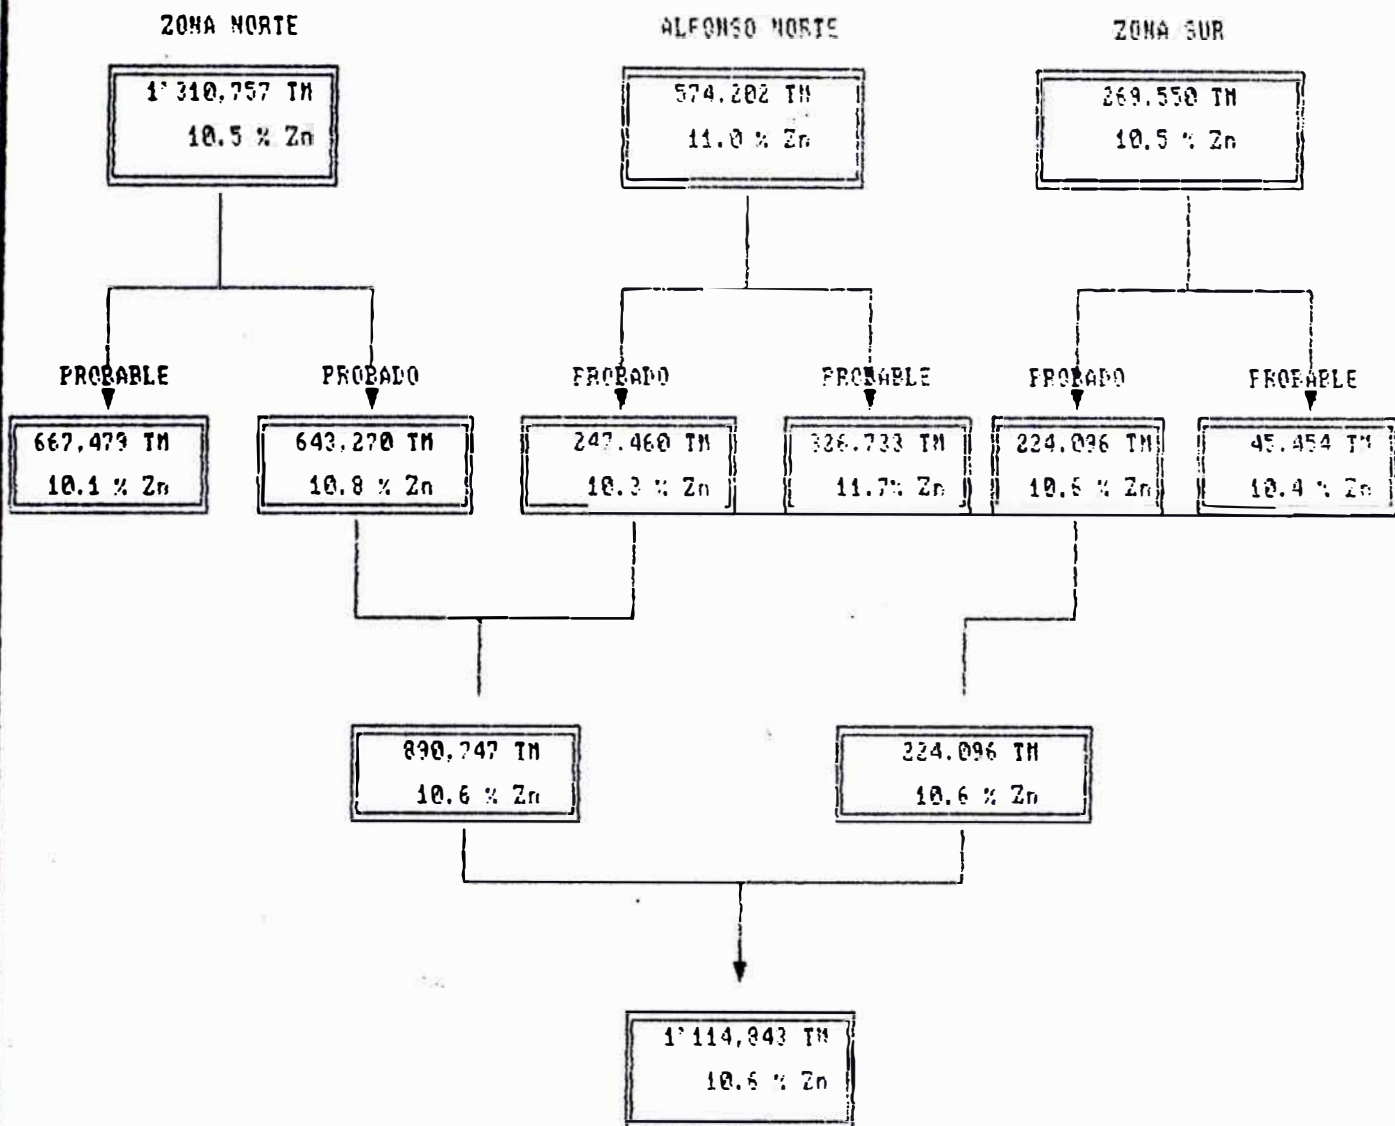 ZONA NORTE
1'310,757 TM
10.5 % Zn
ALFONSO NORTE
574.202 TM
11.0 % Zn
ZONA SUR
269.550 TM
10.5 % Zn
PROBABLE
667,479 TM
10.1 % Zn
PROBADO
643,270 TM
10.8 % Zn
PROBADO
247.460 TM
10.3 % Zn
PROBABLE
326.733 TM
11.7% Zn
PROBADO
224.096 TM
10.6 % Zn
PROBABLE
45.454 TM
10.4 % Zn
890,747 TM
10.6 % Zn
224.096 TM
10.6 % Zn
1'114,843 TM
10.6 % Zn